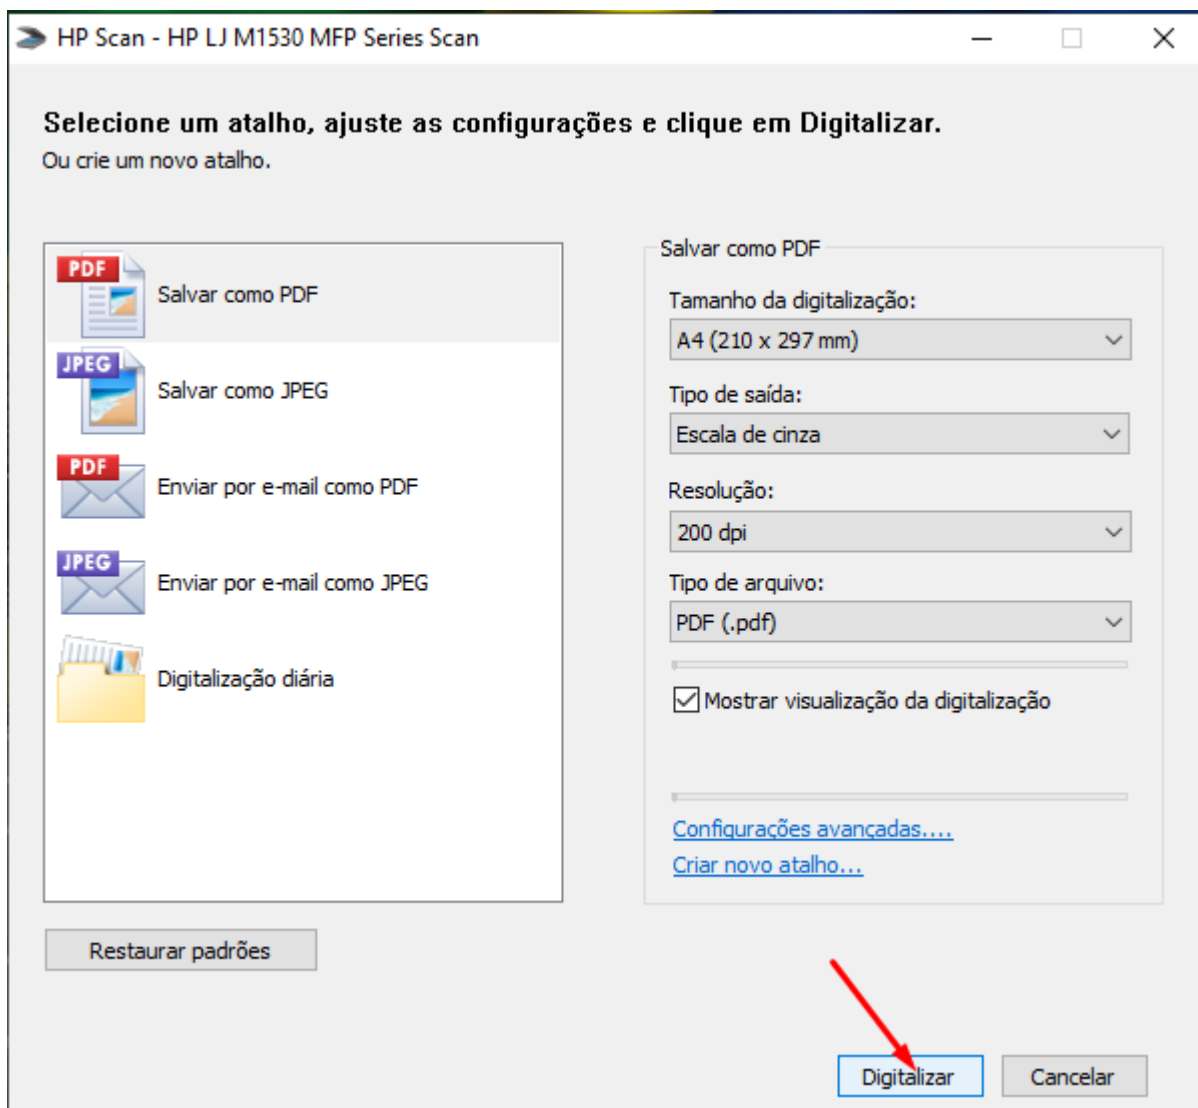 HP Scan - HP LJ M1530 MFP Series Scan
Selecione um atalho, ajuste as configurações e clique em Digitalizar.
Ou crie um novo atalho.
PDF
Salvar como PDF
JPEG
Salvar como JPEG
PDF
Enviar por e-mail como PDF
JPEG
Enviar por e-mail como JPEG
Digitalização diária
Restaurar padrões
Salvar como PDF
Tamanho da digitalização:
A4 (210 x 297 mm)
Tipo de saída:
Escala de cinza
Resolução:
200 dpi
Tipo de arquivo:
PDF (.pdf)
Mostrar visualização da digitalização
Configurações avançadas....
Criar novo atalho...
Digitalizar
Cancelar